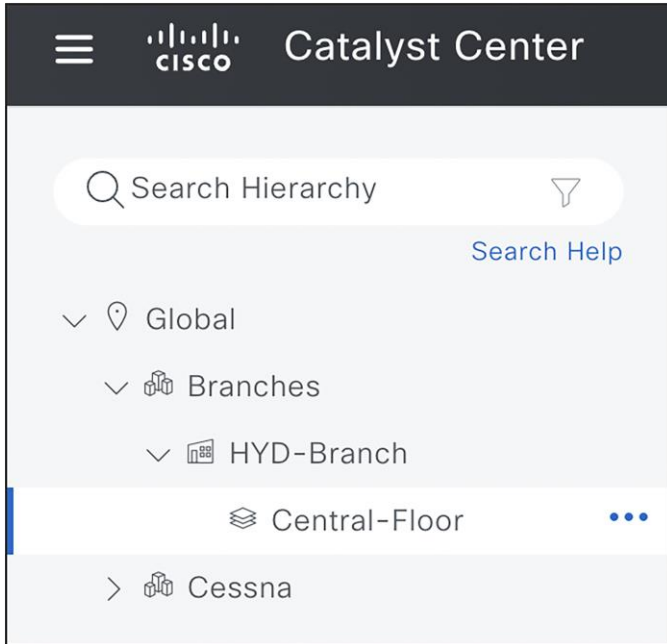 CISCO
Catalyst Center
Search Hierarchy
Search Help
Global
Branches
HYD-Branch
Central-Floor
Cessna